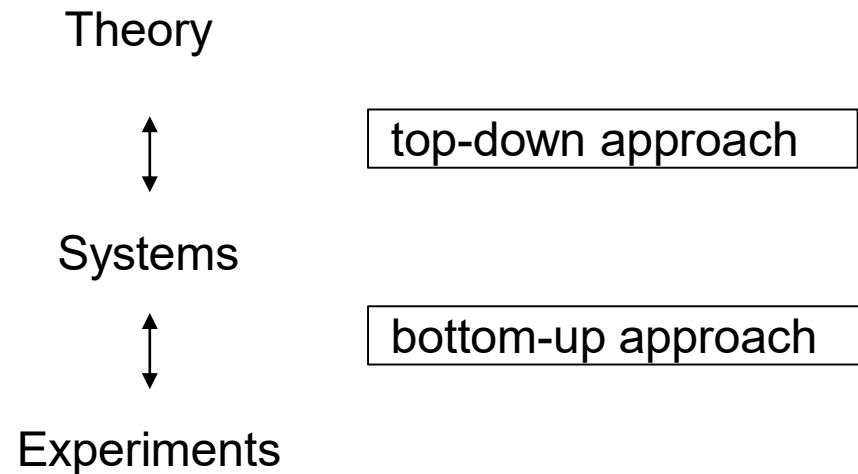 Theory
top-down approach
Systems
bottom-up approach
Experiments